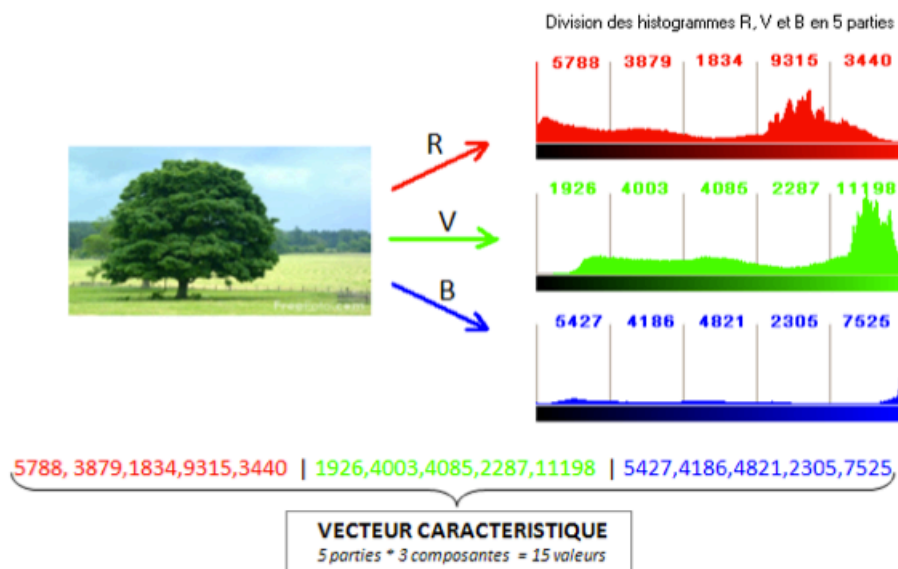 Division des histogrammes R, V et B en 5 parties
5788 3879 1834 9315 3440
R
1926 4003 4085 2287 11198
V
B
5427 4186 4821 2305 7525
5788, 3879,1834,9315,3440 | 1926,4003,4085,2287,11198 | 5427,4186,4821,2305,7525
VECTEUR CARACTERISTIQUE
5 parties * 3 composantes = 15 valeurs